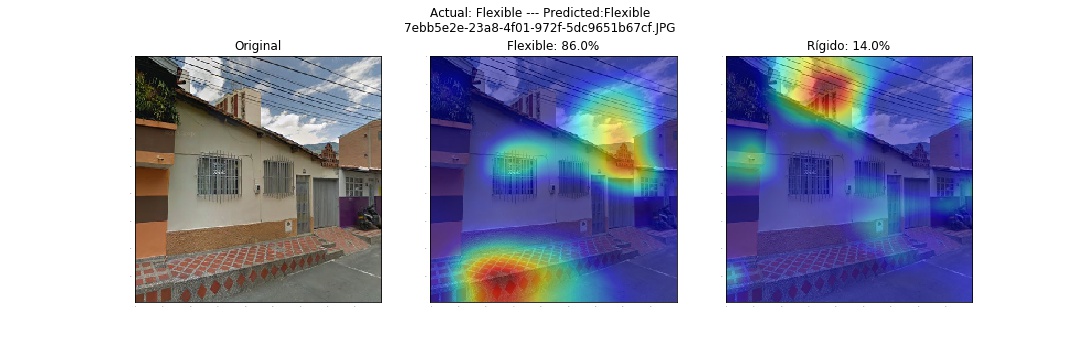 Actual: Flexible --- Predicted:Flexible
7ebb5e2e-23a8-4f01-972f-5dc9651b67cf.JPG
Original
Flexible: 86.0%
Rígido: 14.0%